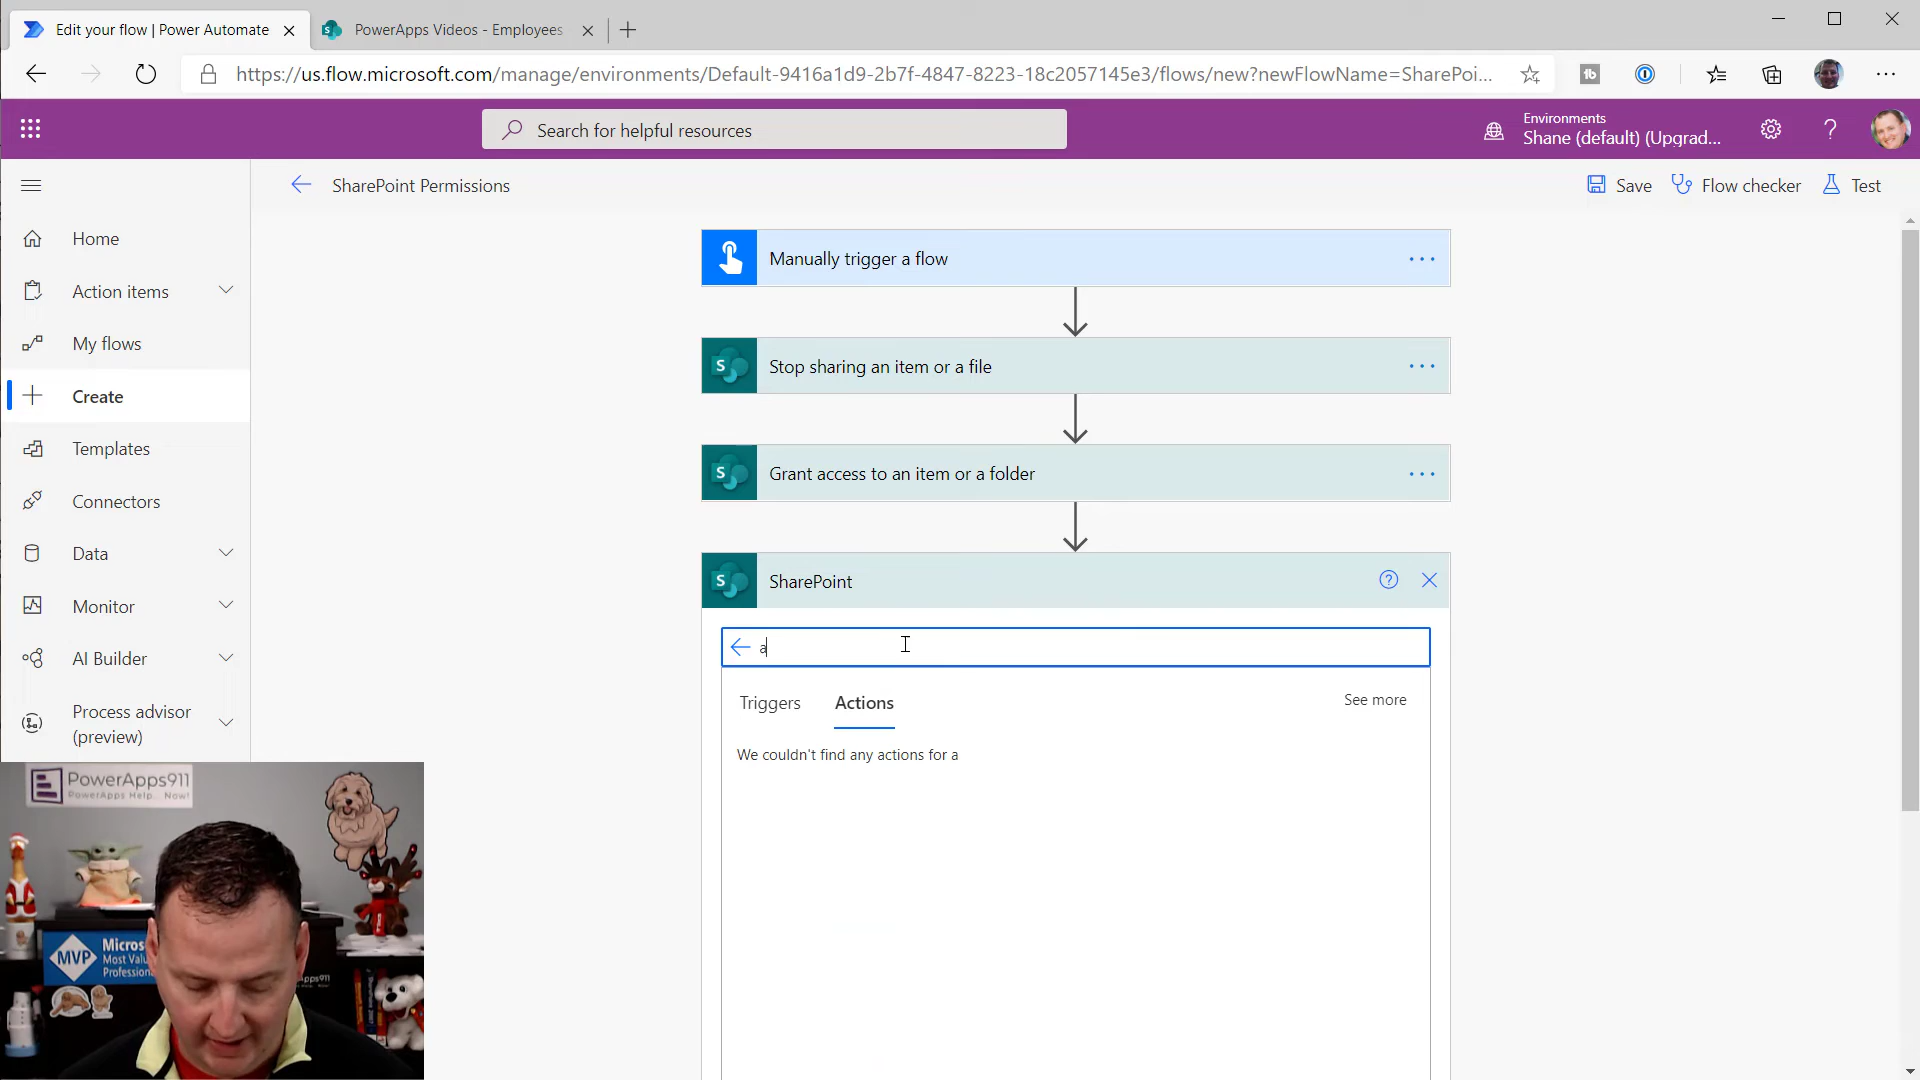 Edit your flow | Power Automate
PowerApps Videos - Employees
https://us.flow.microsoft.com/manage/environments/Default-9416a1d9-2b7f-4847-8223-18c2057145e3/flows/new?newFlowName=SharePoi...
Search for helpful resources
Environments
Shane (default) (Upgrad...
SharePoint Permissions
Save
Flow checker
Test
Home
Action items
My flows
Create
Templates
Connectors
Data
Monitor
AI Builder
Process advisor
(preview)
Manually trigger a flow
Stop sharing an item or a file
Grant access to an item or a folder
SharePoint
a
Triggers
Actions
See more
We couldn't find any actions for a
PowerApps911
PowerApps Help... Now!
MVP
Micros
Most Val
Profession